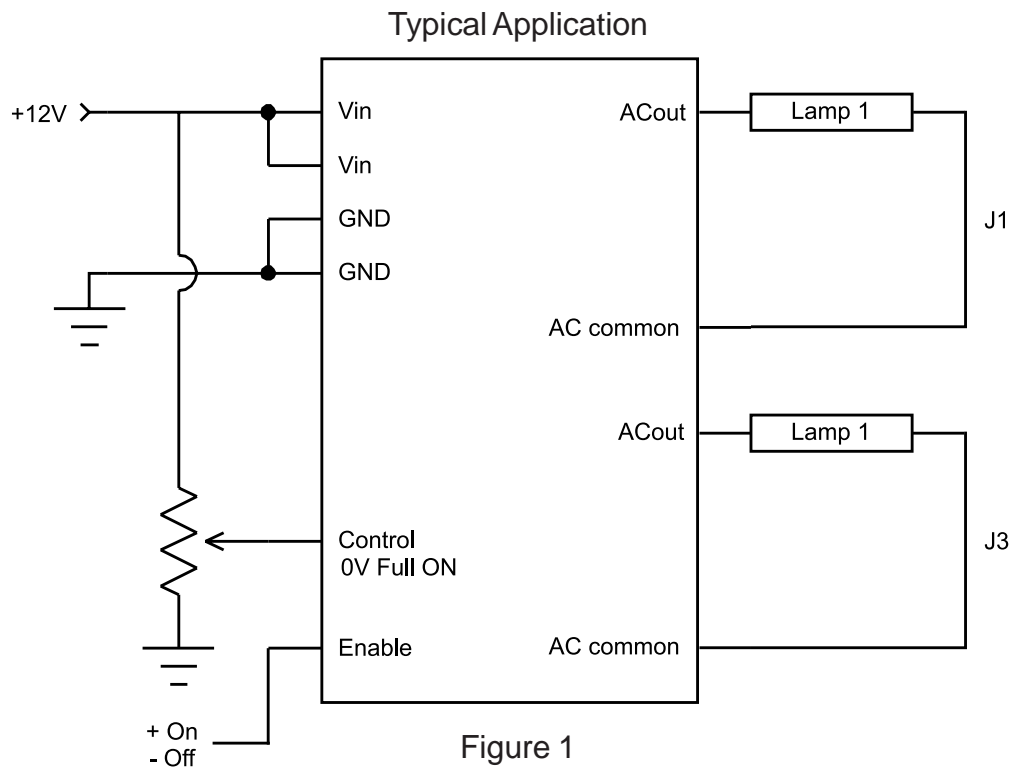 Typical Application
+12V
Vin
Vin
GND
GND
Control
0V Full ON
Enable
+ On
- Off
ACout
Lamp 1
J1
AC common
ACout
Lamp 1
J3
AC common
Figure 1